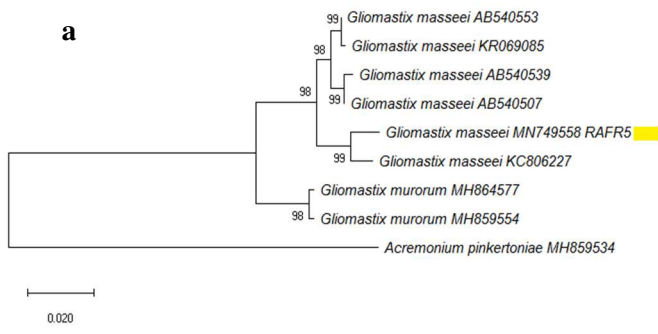 a
99 Gliomastix masseei AB540553
Gliomastix masseei KR069085
98
Gliomastix masseei AB540539
98
99 Gliomastix masseei AB540507
Gliomastix masseei MN749558 RAFR5
99 Gliomastix masseei KC806227
Gliomastix murorum MH864577
98 Gliomastix murorum MH859554
Acremonium pinkertoniae MH859534
0.020